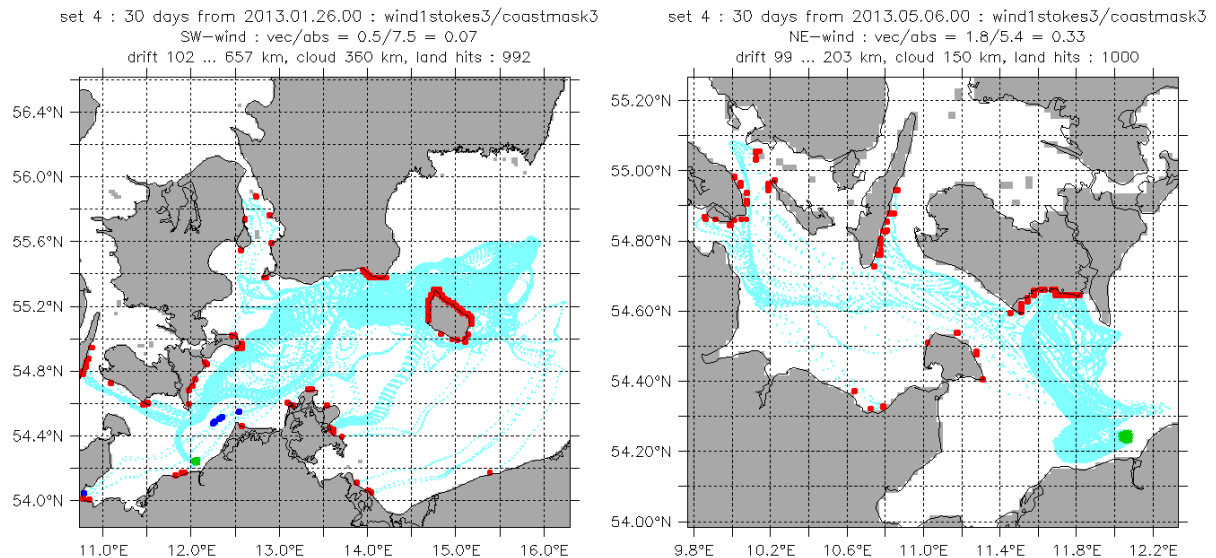 set 4 : 30 days from 2013.01.26.00 : wind1stokes3/coastmask3
SW-wind : vec/abs = 0.5/7.5 = 0.07
drift 102 ... 657 km, cloud 360 km, land hits : 992
56.4°N
56.0°N
55.6°N
55.2°N
54.8°N
54.4°N
54.0°N
11.0°E 12.0°E 13.0°E 14.0°E 15.0°E 16.0°E
set 4 : 30 days from 2013.05.06.00 : wind1stokes3/coastmask3
NE-wind : vec/abs = 1.8/5.4 = 0.33
drift 99 ... 203 km, cloud 150 km, land hits : 1000
55.20°N
55.00°N
54.80°N
54.60°N
54.40°N
54.20°N
54.00°N
9.8°E 10.2°E 10.6°E 11.0°E 11.4°E 11.8°E 12.2°E